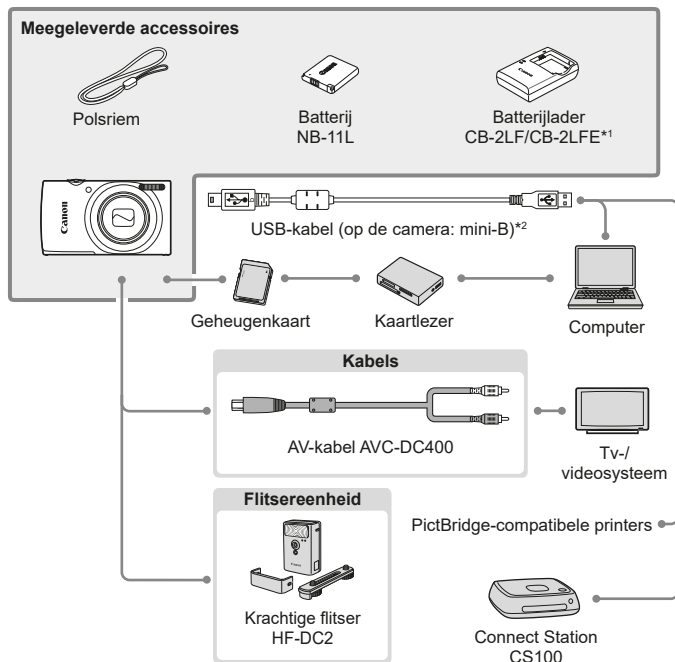 Meegeleverde accessoires
Polsriem
Batterij
NB-11L
Batterijlader
CB-2LF/CB-2LFE*1
Canon
USB-kabel (op de camera: mini-B)*2
Geheugenkaart
Kaartlezer
Computer
Kabels
AV-kabel AVC-DC400
Tv-/
videosysteem
Flitsereenheid
Krachtige flitser
HF-DC2
PictBridge-compatibele printers
Connect Station
CS100